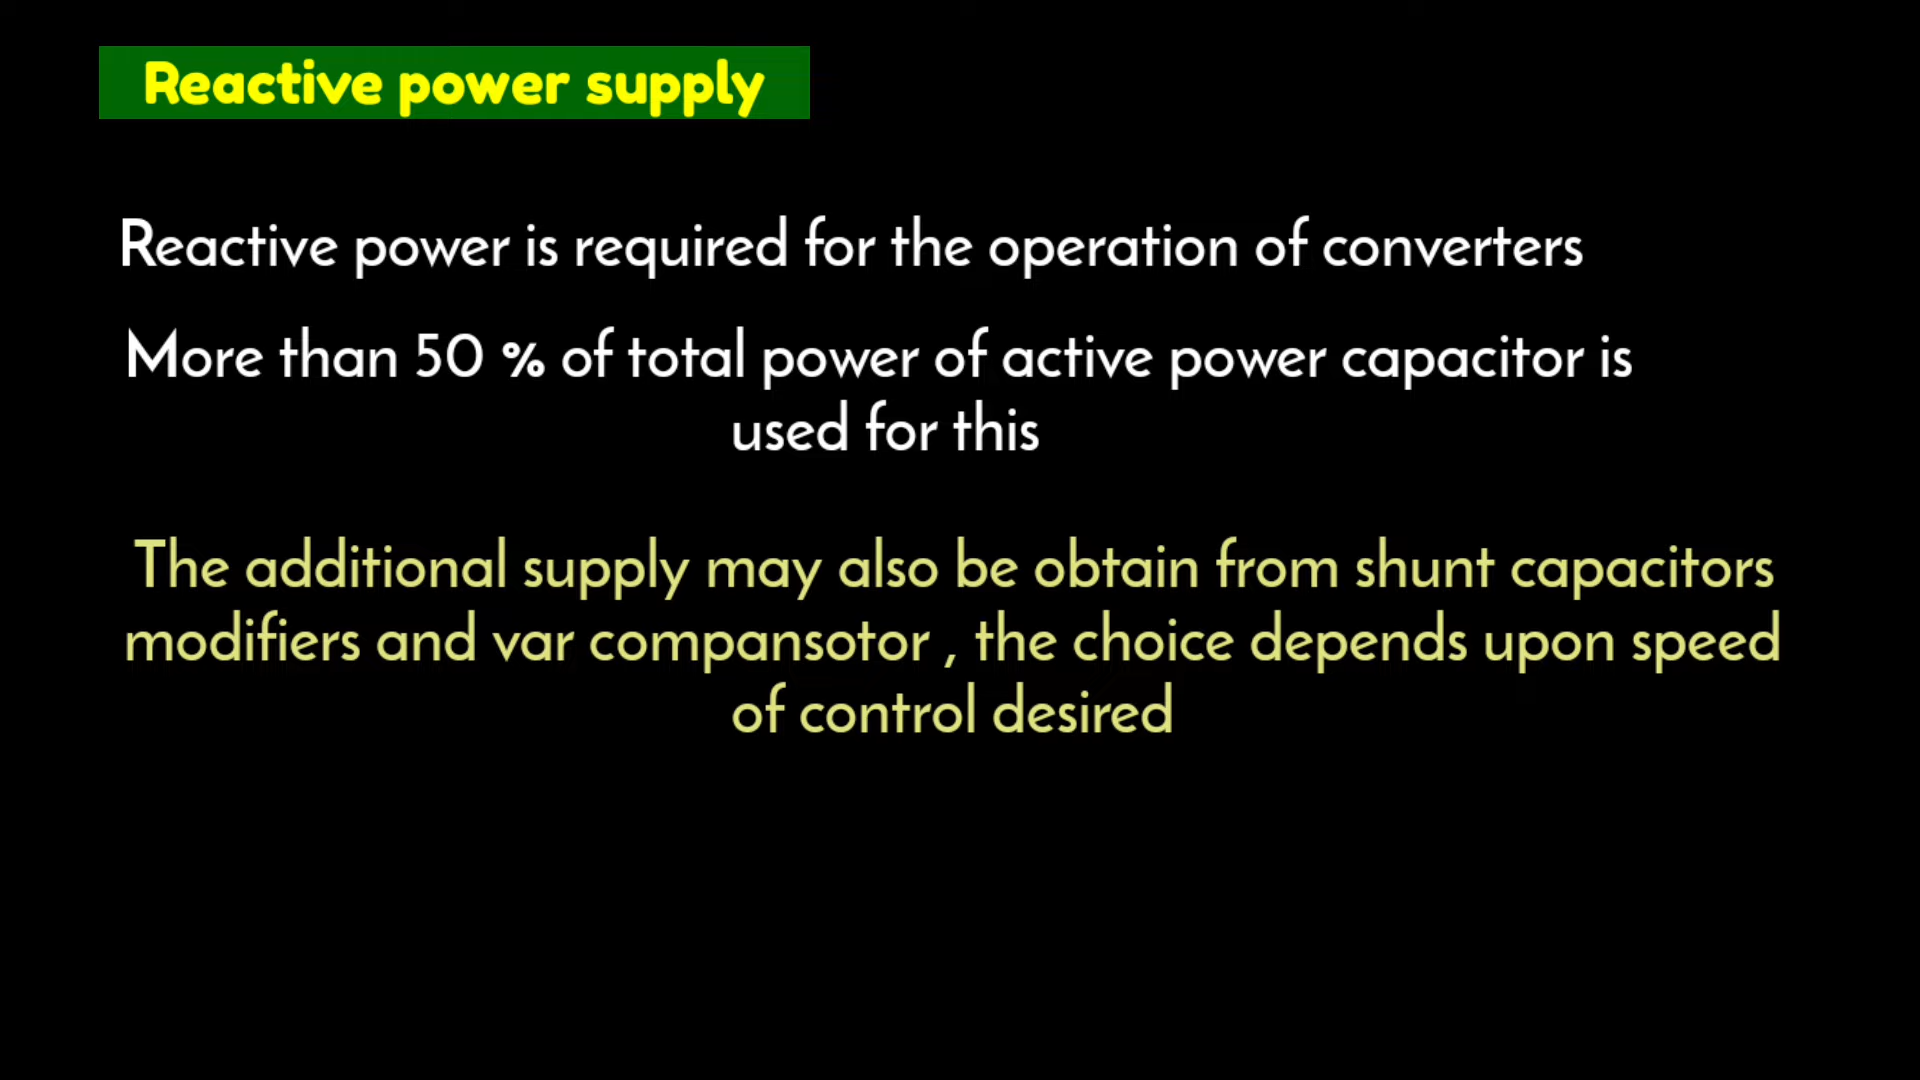 Reactive power supply
Reactive power is required for the operation of converters
More than 50 % of total power of active power capacitor is
used for this
The additional supply may also be obtain from shunt capacitors
modifiers and var compansotor , the choice depends upon speed
of control desired